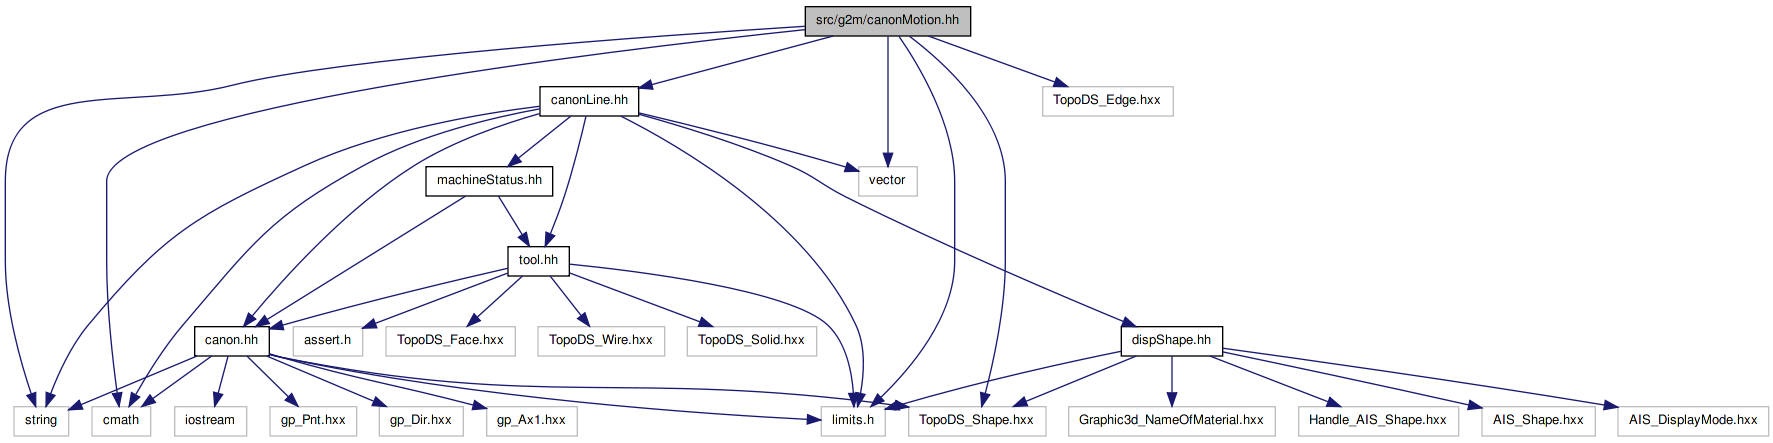 src/g2m/canonMotion.hh
canonLine.hh
TopoDS_Edge.hxx
machineStatus.hh
vector
tool.hh
canon.hh
assert.h
TopoDS_Face.hxx
TopoDS_Wire.hxx
TopoDS_Solid.hxx
dispShape.hh
string
cmath
iostream
gp_Pnt.hxx
gp_Dir.hxx
gp_Ax1.hxx
limits.h
TopoDS_Shape.hxx
Graphic3d_NameOfMaterial.hxx
Handle_AIS_Shape.hxx
AIS_Shape.hxx
AIS_DisplayMode.hxx